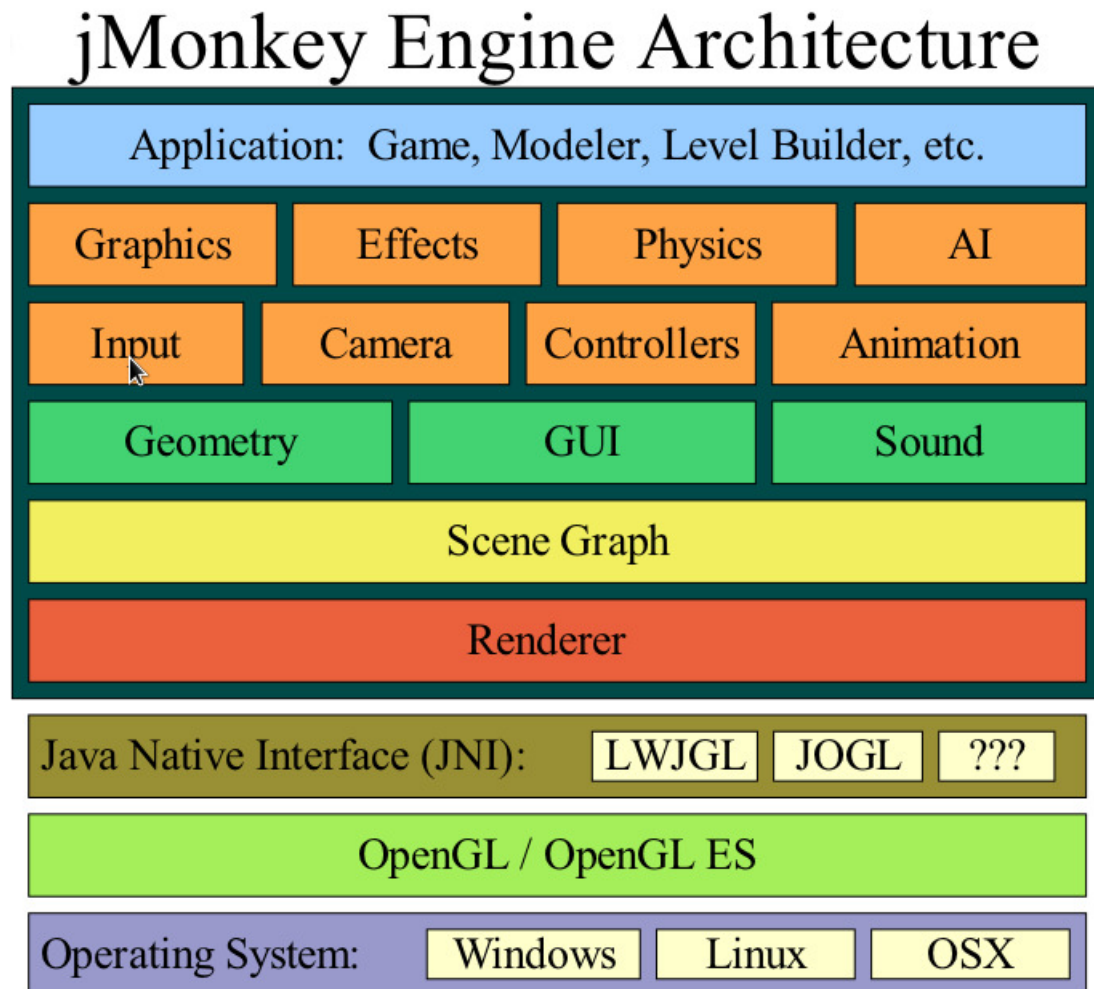 jMonkey Engine Architecture
Application: Game, Modeler, Level Builder, etc.
Graphics Effects Physics AI
Input Camera Controllers Animation
Geometry GUI Sound
Scene Graph
Renderer
Java Native Interface (JNI): LWJGL JOGL ???
OpenGL / OpenGL ES
Operating System: Windows Linux OSX